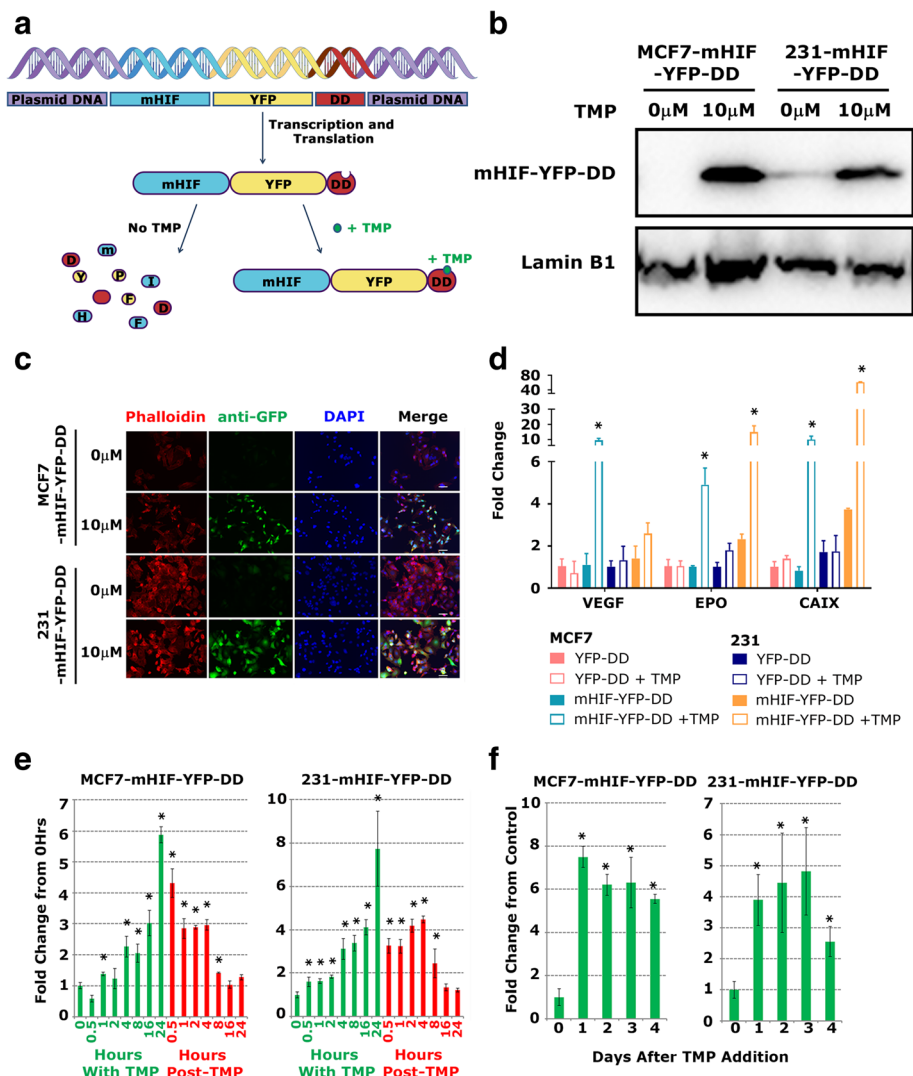 a
Plasmid DNA mHIF YFP DD Plasmid DNA
Transcription and
Translation
mHIF YFP DD
No TMP
+ TMP
+ TMP
D m Y P I F D H F
mHIF YFP DD
b
MCF7-mHIF
-YFP-DD
231-mHIF
-YFP-DD
TMP 0μM 10μM 0μM 10μM
mHIF-YFP-DD
Lamin B1
c
Phalloidin anti-GFP DAPI Merge
MCF7
-mHIF-YFP-DD
0μM
10μM
231
-mHIF-YFP-DD
0μM
10μM
d
Fold Change
80
40
30
20
10
6
4
2
0
* * * * *
VEGF EPO CAIX
MCF7
YFP-DD
YFP-DD + TMP
mHIF-YFP-DD
mHIF-YFP-DD +TMP
231
YFP-DD
YFP-DD + TMP
mHIF-YFP-DD
mHIF-YFP-DD +TMP
e
MCF7-mHIF-YFP-DD
Fold Change from 0Hrs
7
6
5
4
3
2
1
0
* * * * * * * * * *
0 0.5 1 2 4 8 16 24 0.5 1 2 4 8 16 24
Hours
With TMP
Hours
Post-TMP
231-mHIF-YFP-DD
10
8
6
4
2
0
* * * * * * * * * * * *
0 0.5 1 2 4 8 16 24 0.5 1 2 4 8 16 24
Hours
With TMP
Hours
Post-TMP
f
MCF7-mHIF-YFP-DD
Fold Change from Control
10
8
6
4
2
0
* * * *
0 1 2 3 4
231-mHIF-YFP-DD
7
6
5
4
3
2
1
0
* * * *
0 1 2 3 4
Days After TMP Addition